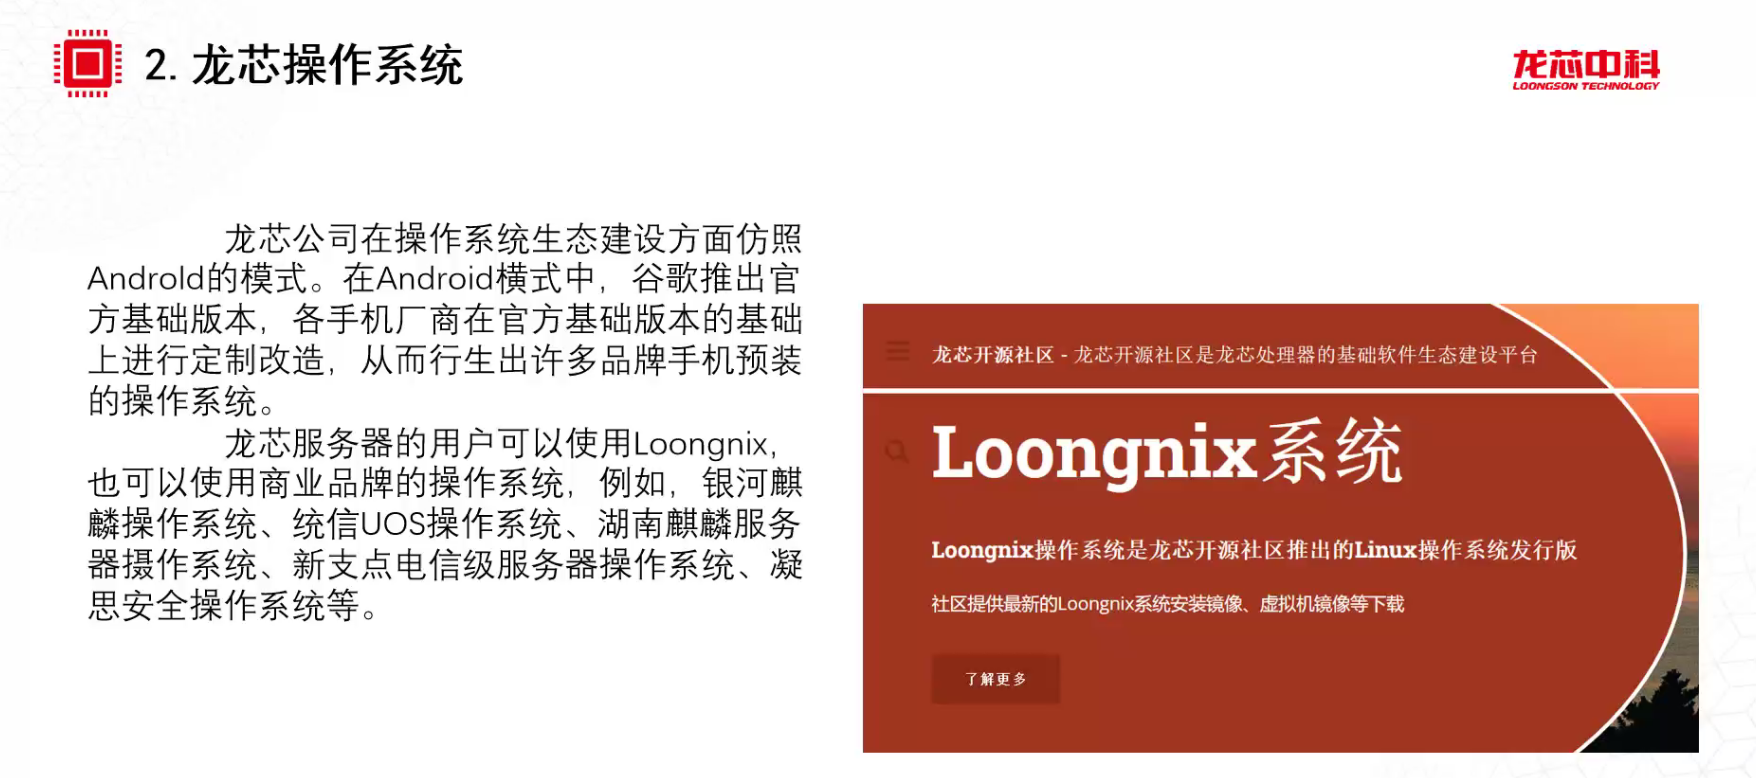 2. 龙芯操作系统
龙芯中科
LOONGSON TECHNOLOGY
龙芯公司在操作系统生态建设方面仿照
Androld的模式。在Android横式中，谷歌推出官
方基础版本，各手机厂商在官方基础版本的基础
上进行定制改造，从而行生出许多品牌手机预装
的操作系统。
龙芯服务器的用户可以使用Loongnix，
也可以使用商业品牌的操作系统，例如，银河麒
麟操作系统、统信UOS操作系统、湖南麒麟服务
器摄作系统、新支点电信级服务器操作系统、凝
思安全操作系统等。
龙芯开源社区 - 龙芯开源社区是龙芯处理器的基础软件生态建设平台
Loongnix系统
Loongnix操作系统是龙芯开源社区推出的Linux操作系统发行版
社区提供最新的Loongnix系统安装镜像、虚拟机镜像等下载
了解更多